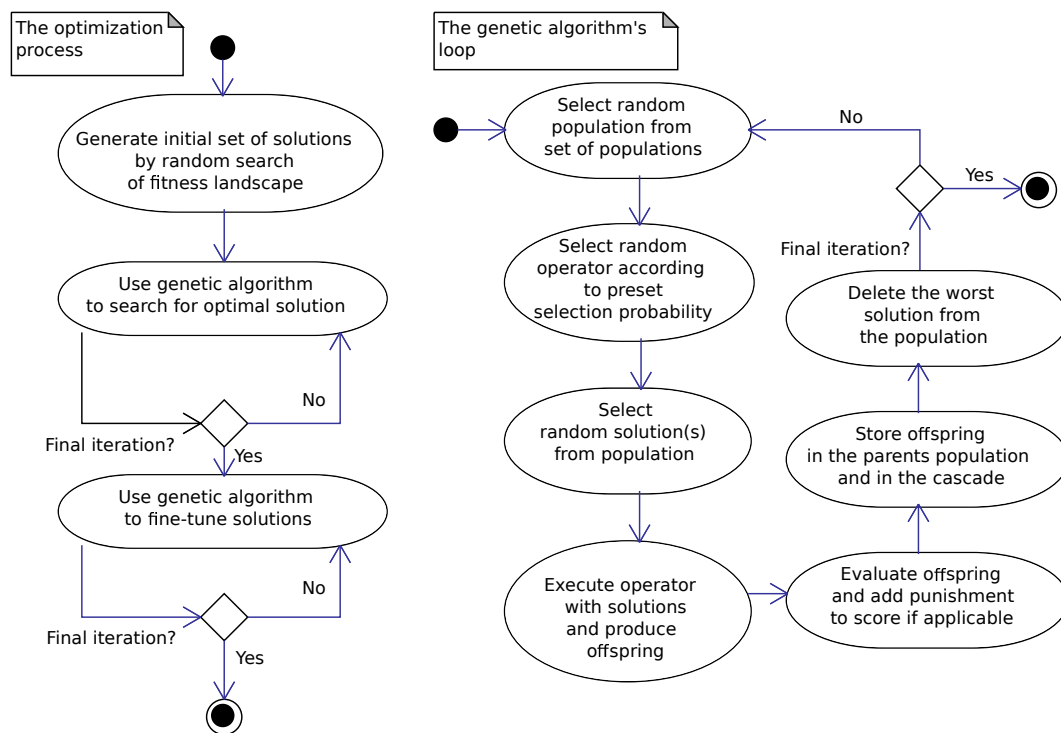 The optimization
process
Generate initial set of solutions
by random search
of fitness landscape
Use genetic algorithm
to search for optimal solution
No
Final iteration?
Yes
Use genetic algorithm
to fine-tune solutions
No
Final iteration?
Yes
The genetic algorithm's
loop
Select random
population from
set of populations
Select random
operator according
to preset
selection probability
Select
random solution(s)
from population
Execute operator
with solutions
and produce
offspring
Evaluate offspring
and add punishment
to score if applicable
Store offspring
in the parents population
and in the cascade
Delete the worst
solution from
the population
Final iteration?
No
Yes